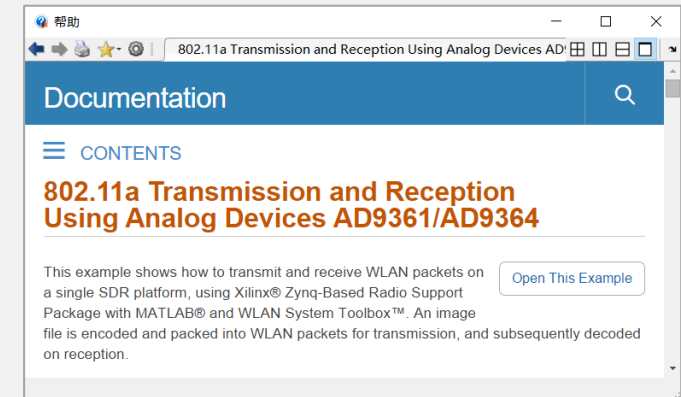 帮助
802.11a Transmission and Reception Using Analog Devices AD
Documentation
CONTENTS
802.11a Transmission and Reception
Using Analog Devices AD9361/AD9364
This example shows how to transmit and receive WLAN packets on
Open This Example
a single SDR platform, using Xilinx® Zynq-Based Radio Support
Package with MATLAB® and WLAN System Toolbox™. An image
file is encoded and packed into WLAN packets for transmission, and subsequently decoded
on reception.